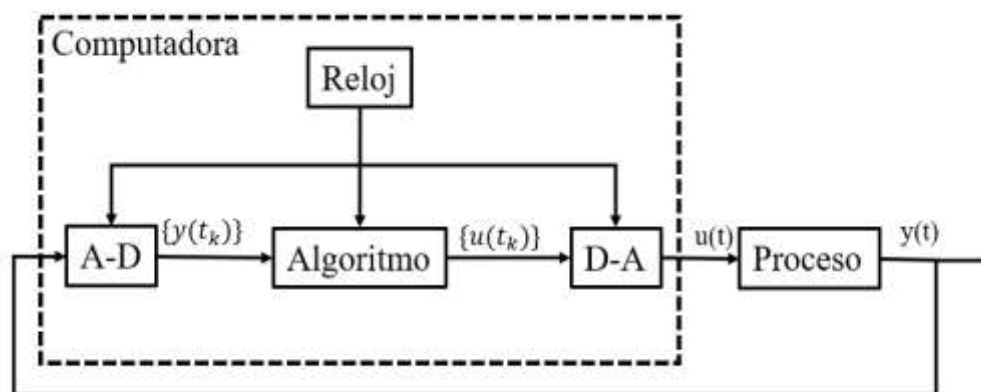 Computadora
Reloj
A-D
{y(t_k)}
Algoritmo
{u(t_k)}
D-A
u(t)
Proceso
y(t)